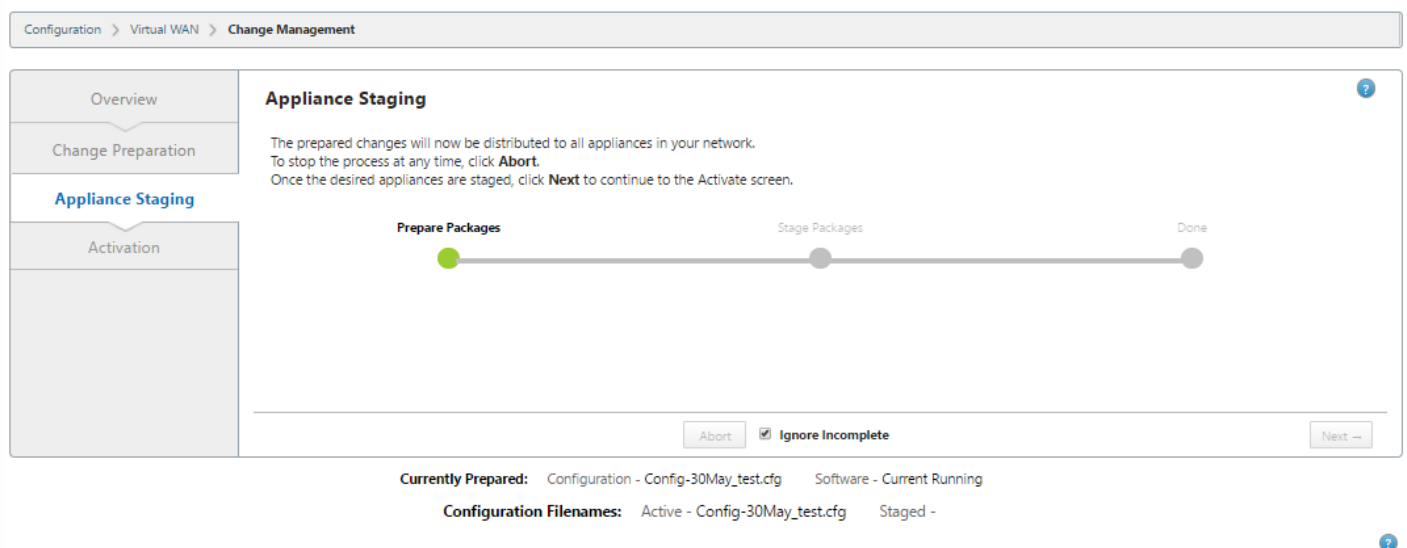 Configuration > Virtual WAN > Change Management
Overview
Change Preparation
Appliance Staging
Activation
Appliance Staging
?
The prepared changes will now be distributed to all appliances in your network.
To stop the process at any time, click Abort.
Once the desired appliances are staged, click Next to continue to the Activate screen.
Prepare Packages Stage Packages Done
Abort Ignore Incomplete Next →
Currently Prepared: Configuration - Config-30May_test.cfg Software - Current Running
Configuration Filenames: Active - Config-30May_test.cfg Staged -
?